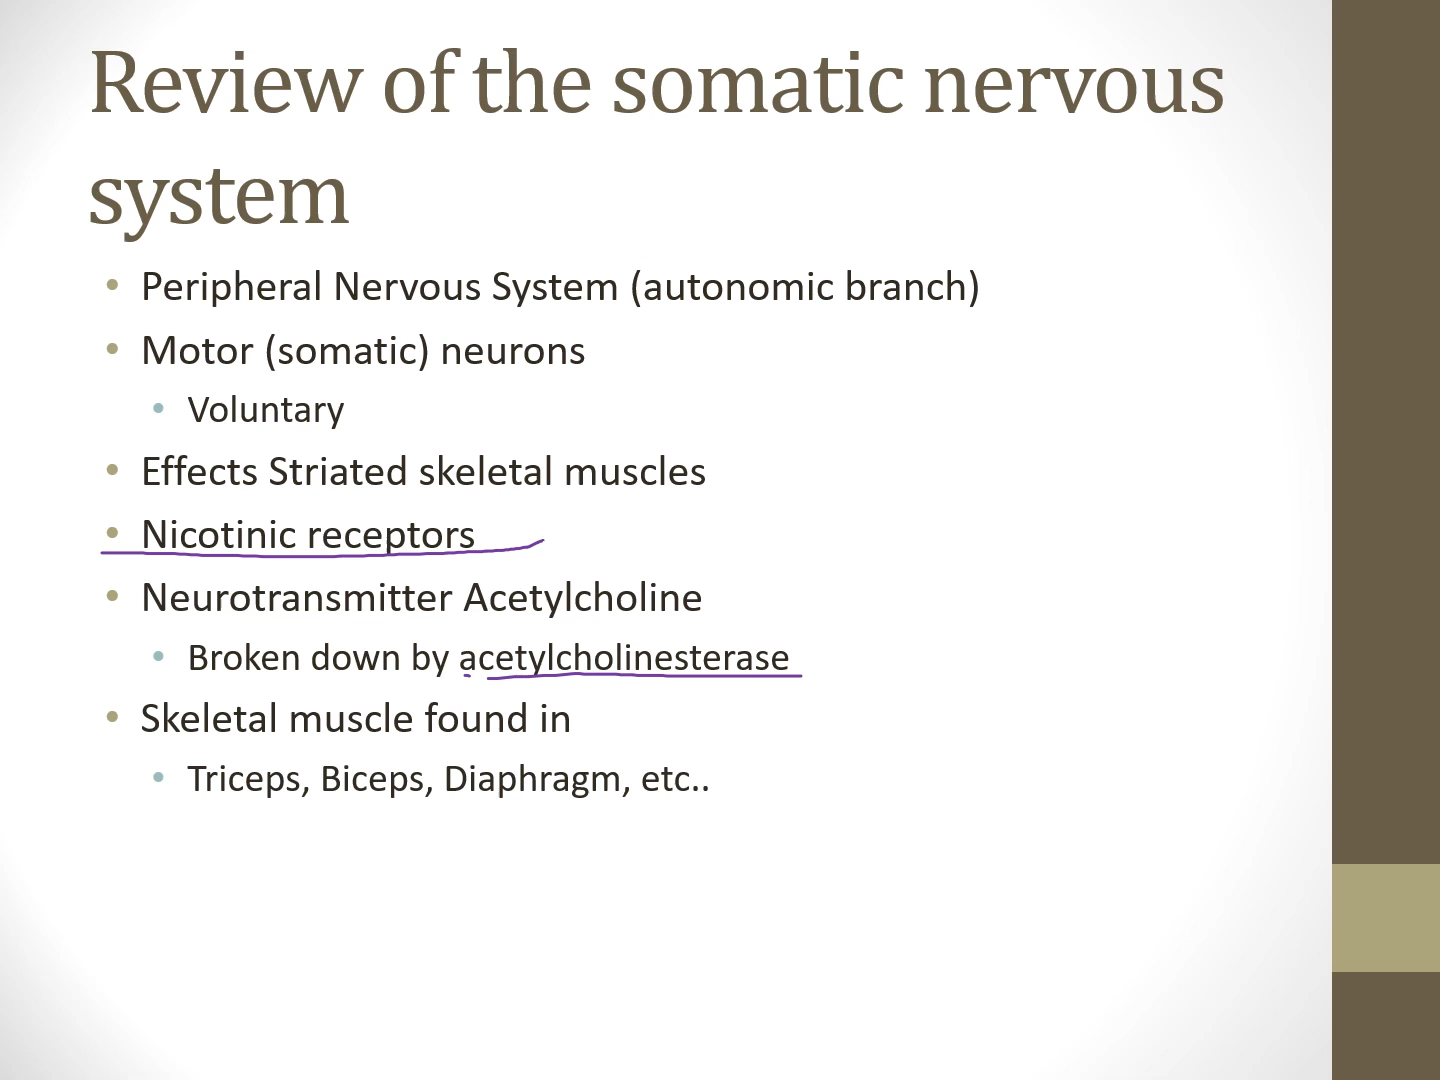 Review of the somatic nervous
system
• Peripheral Nervous System (autonomic branch)
• Motor (somatic) neurons
• Voluntary
• Effects Striated skeletal muscles
• Nicotinic receptors
• Neurotransmitter Acetylcholine
• Broken down by acetylcholinesterase
• Skeletal muscle found in
• Triceps, Biceps, Diaphragm, etc..